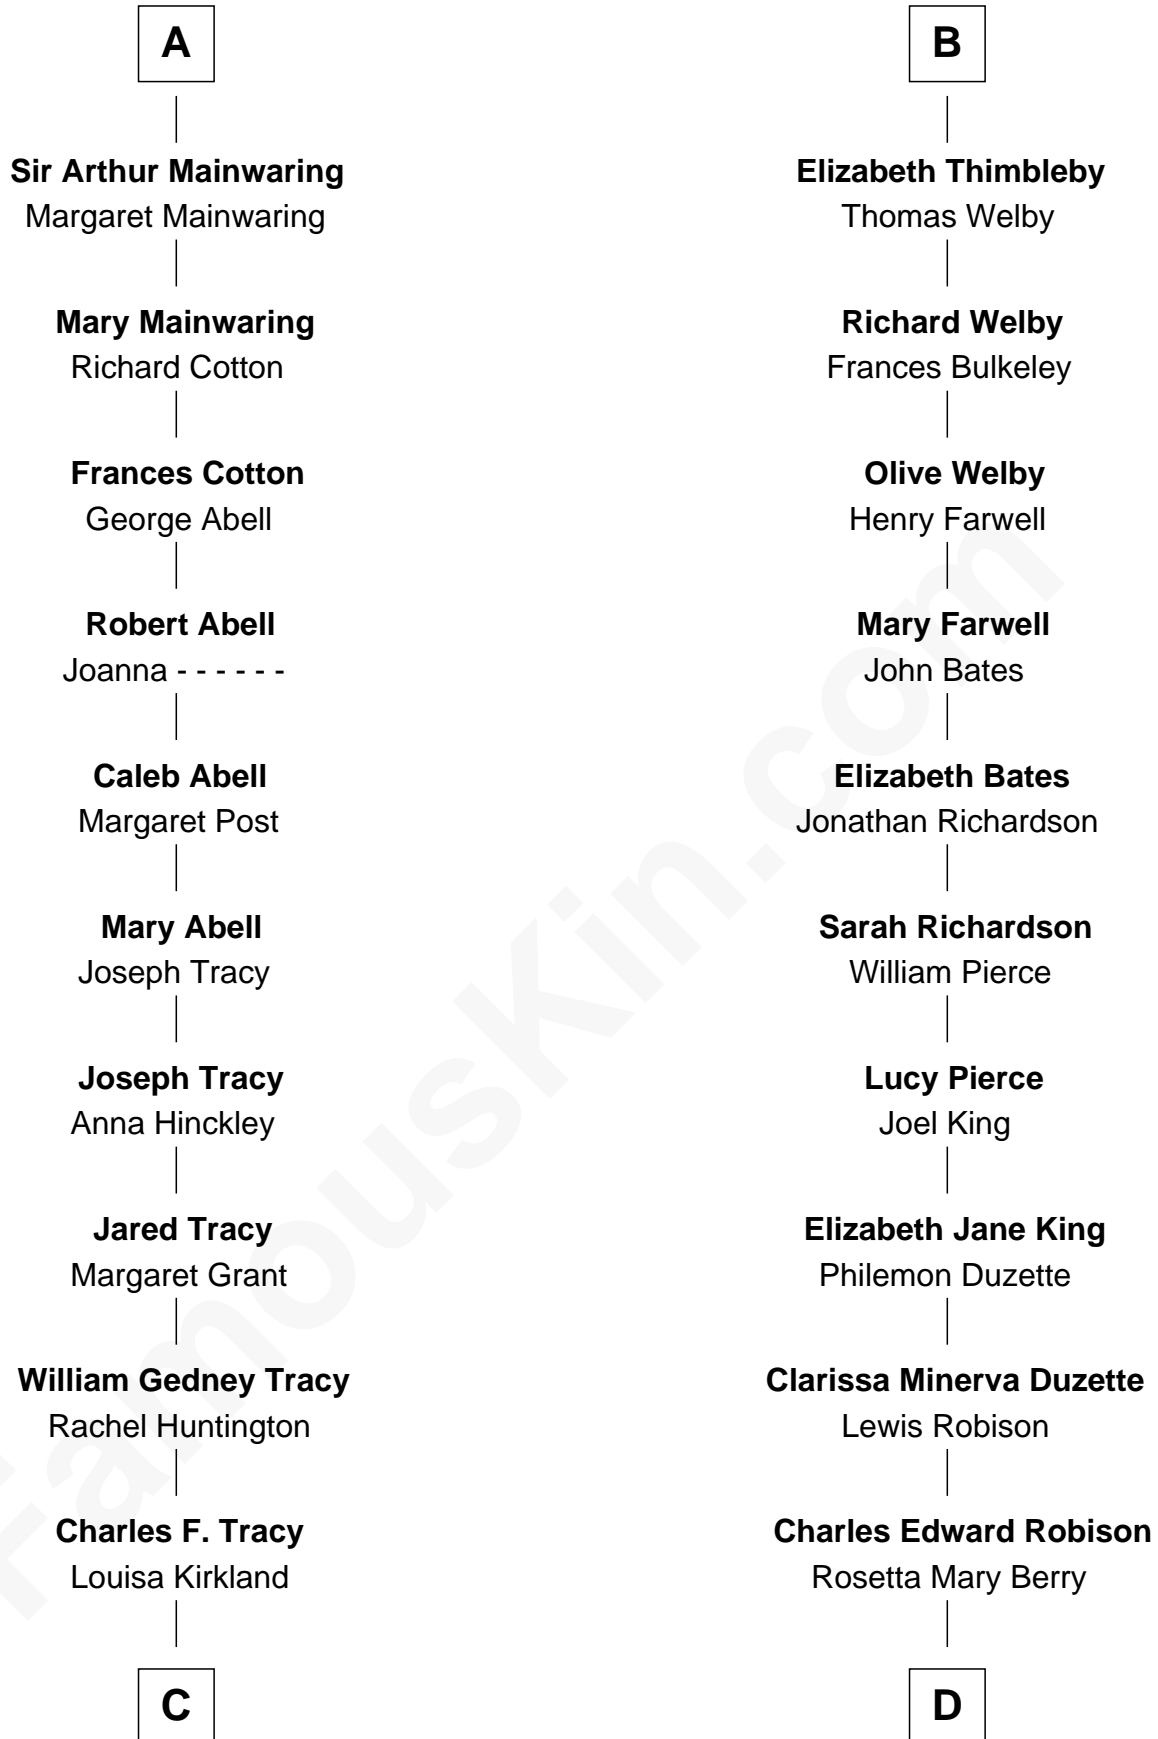 A
Sir Arthur Mainwaring
Margaret Mainwaring
Mary Mainwaring
Richard Cotton
Frances Cotton
George Abell
Robert Abell
Joanna - - - - - -
Caleb Abell
Margaret Post
Mary Abell
Joseph Tracy
Joseph Tracy
Anna Hinckley
Jared Tracy
Margaret Grant
William Gedney Tracy
Rachel Huntington
Charles F. Tracy
Louisa Kirkland
C
B
Elizabeth Thimbleby
Thomas Welby
Richard Welby
Frances Bulkeley
Olive Welby
Henry Farwell
Mary Farwell
John Bates
Elizabeth Bates
Jonathan Richardson
Sarah Richardson
William Pierce
Lucy Pierce
Joel King
Elizabeth Jane King
Philemon Duzette
Clarissa Minerva Duzette
Lewis Robison
Charles Edward Robison
Rosetta Mary Berry
D
FamousKin.com